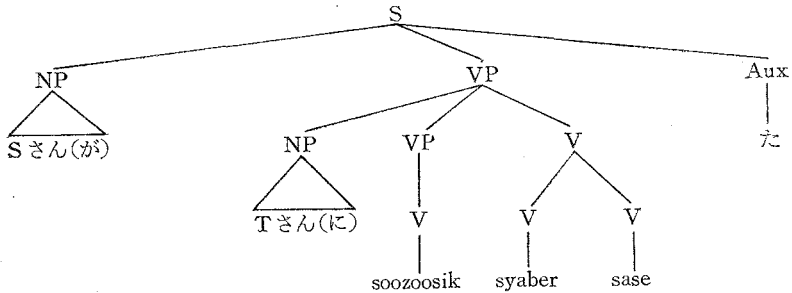 S
NP VP Aux
Sさん(が) NP VP V た
Tさん(に) V V V
soozoosik syaber sase